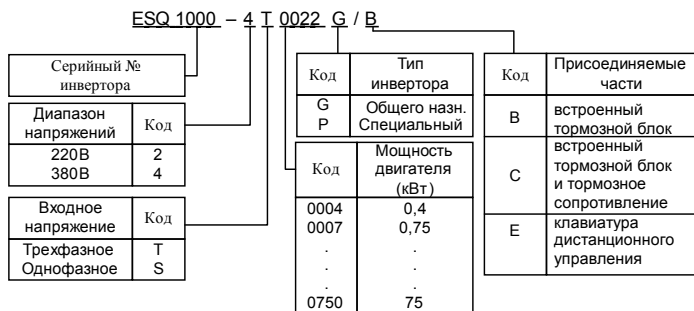 ESQ 1000 – 4 T 0022 G / B
Серийный №
инвертора
Диапазон
напряжений
Код
220В 2
380В 4
Входное
напряжение
Код
Трехфазное T
Однофазное S
Код
Тип
инвертора
G Общего назн.
P Специальный
Код
Мощность
двигателя
(кВт)
0004 0,4
0007 0,75
. .
. .
. .
0750 75
Код
Присоединяемые
части
B
встроенный
тормозной блок
C
встроенный
тормозной блок
и тормозное
сопротивление
E
клавиатура
дистанционного
управления